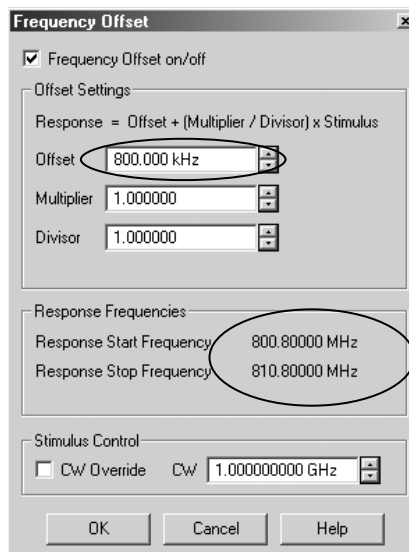 Frequency Offset
Frequency Offset on/off
Offset Settings
Response = Offset + (Multiplier / Divisor) x Stimulus
Offset 800.000 kHz
Multiplier 1.000000
Divisor 1.000000
Response Frequencies
Response Start Frequency 800.80000 MHz
Response Stop Frequency 810.80000 MHz
Stimulus Control
CW Override CW 1.000000000 GHz
OK Cancel Help